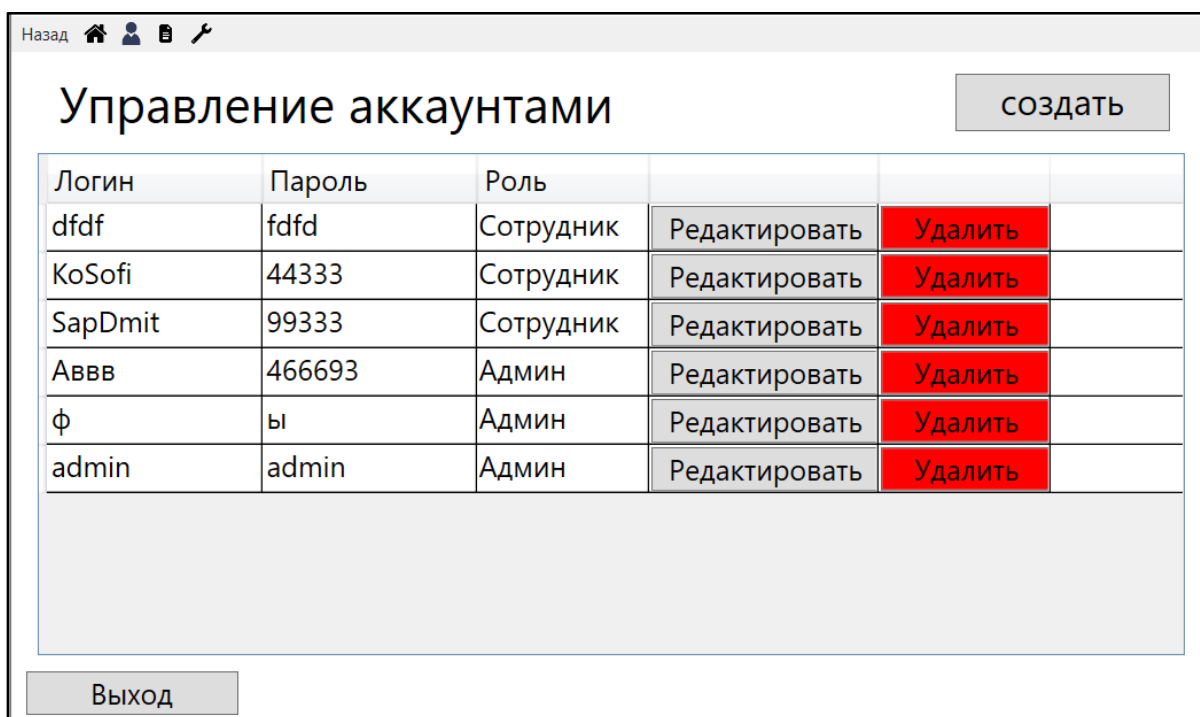 Назад
Управление аккаунтами
создать
Логин Пароль Роль
dfdf fdfd Сотрудник Редактировать Удалить
KoSofi 44333 Сотрудник Редактировать Удалить
SapDmit 99333 Сотрудник Редактировать Удалить
Аввв 466693 Админ Редактировать Удалить
ф ы Админ Редактировать Удалить
admin admin Админ Редактировать Удалить
Выход